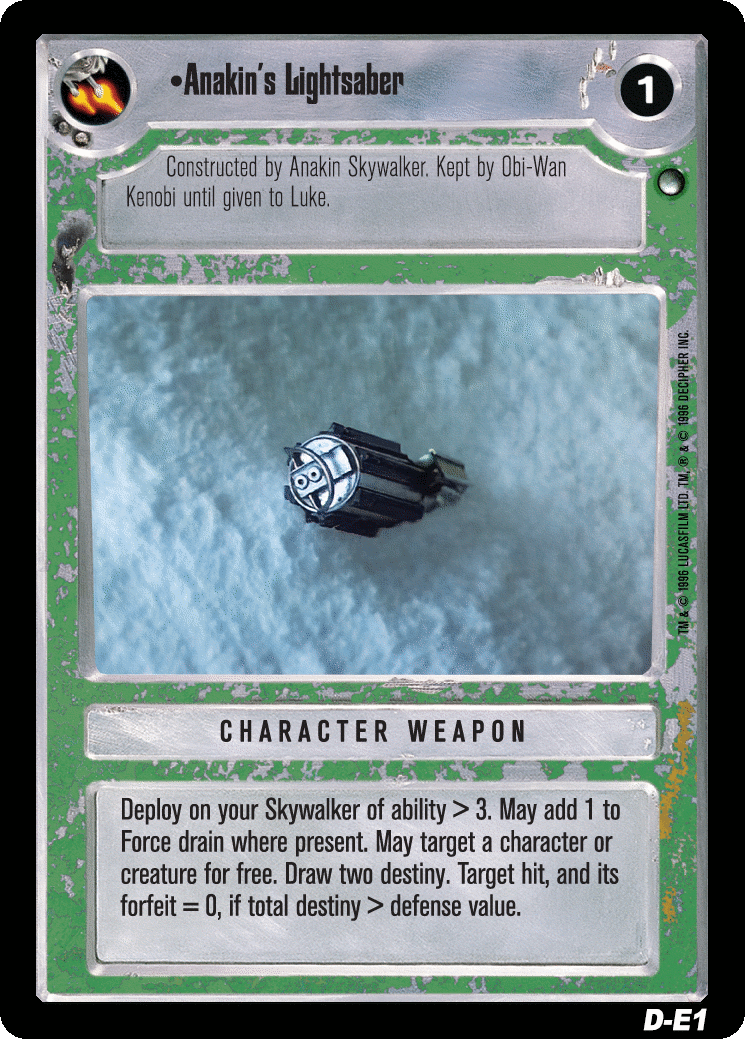 •Anakin's Lightsaber
1
Constructed by Anakin Skywalker. Kept by Obi-Wan
Kenobi until given to Luke.
TM & © 1996 LUCASFILM LTD. TM, ® & © 1996 DECIPHER INC.
CHARACTER WEAPON
Deploy on your Skywalker of ability > 3. May add 1 to
Force drain where present. May target a character or
creature for free. Draw two destiny. Target hit, and its
forfeit = 0, if total destiny > defense value.
D-E1